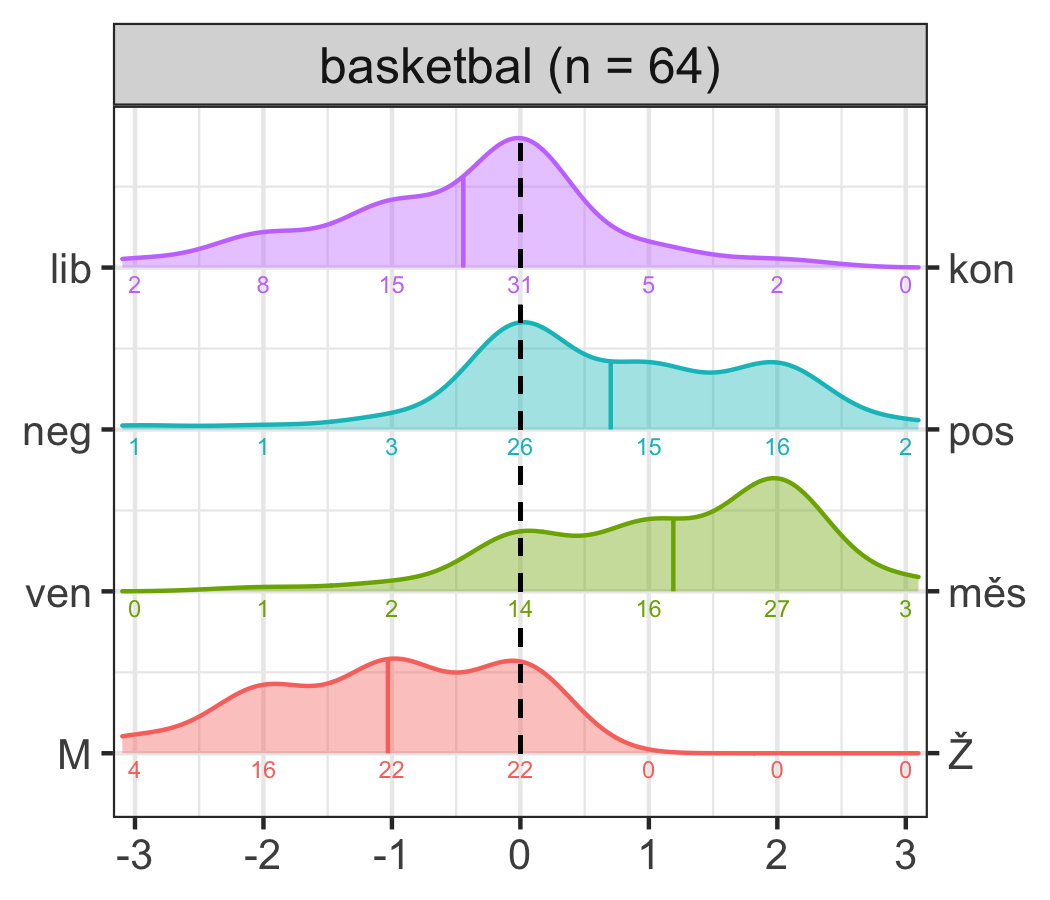 basketbal (n = 64)
lib kon
2 8 15 31 5 2 0
neg pos
1 1 3 26 15 16 2
ven měs
0 1 2 14 16 27 3
M Ž
4 16 22 22 0 0 0
-3 -2 -1 0 1 2 3